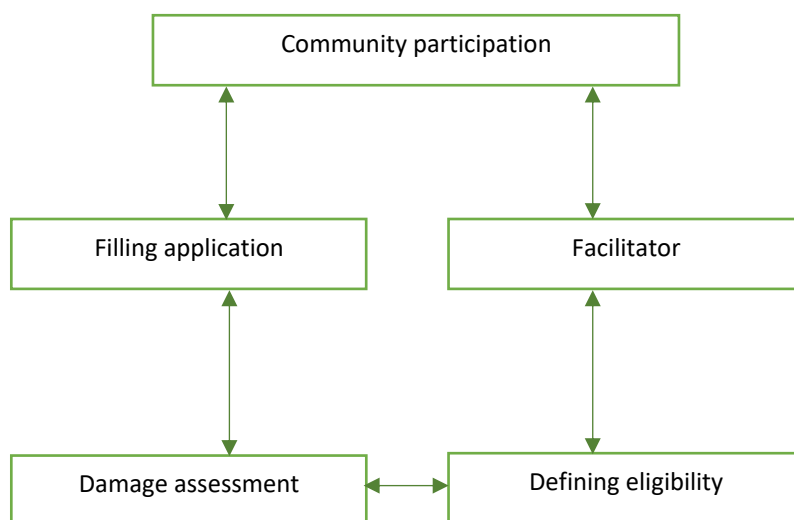 Community participation
Filling application
Facilitator
Damage assessment
Defining eligibility